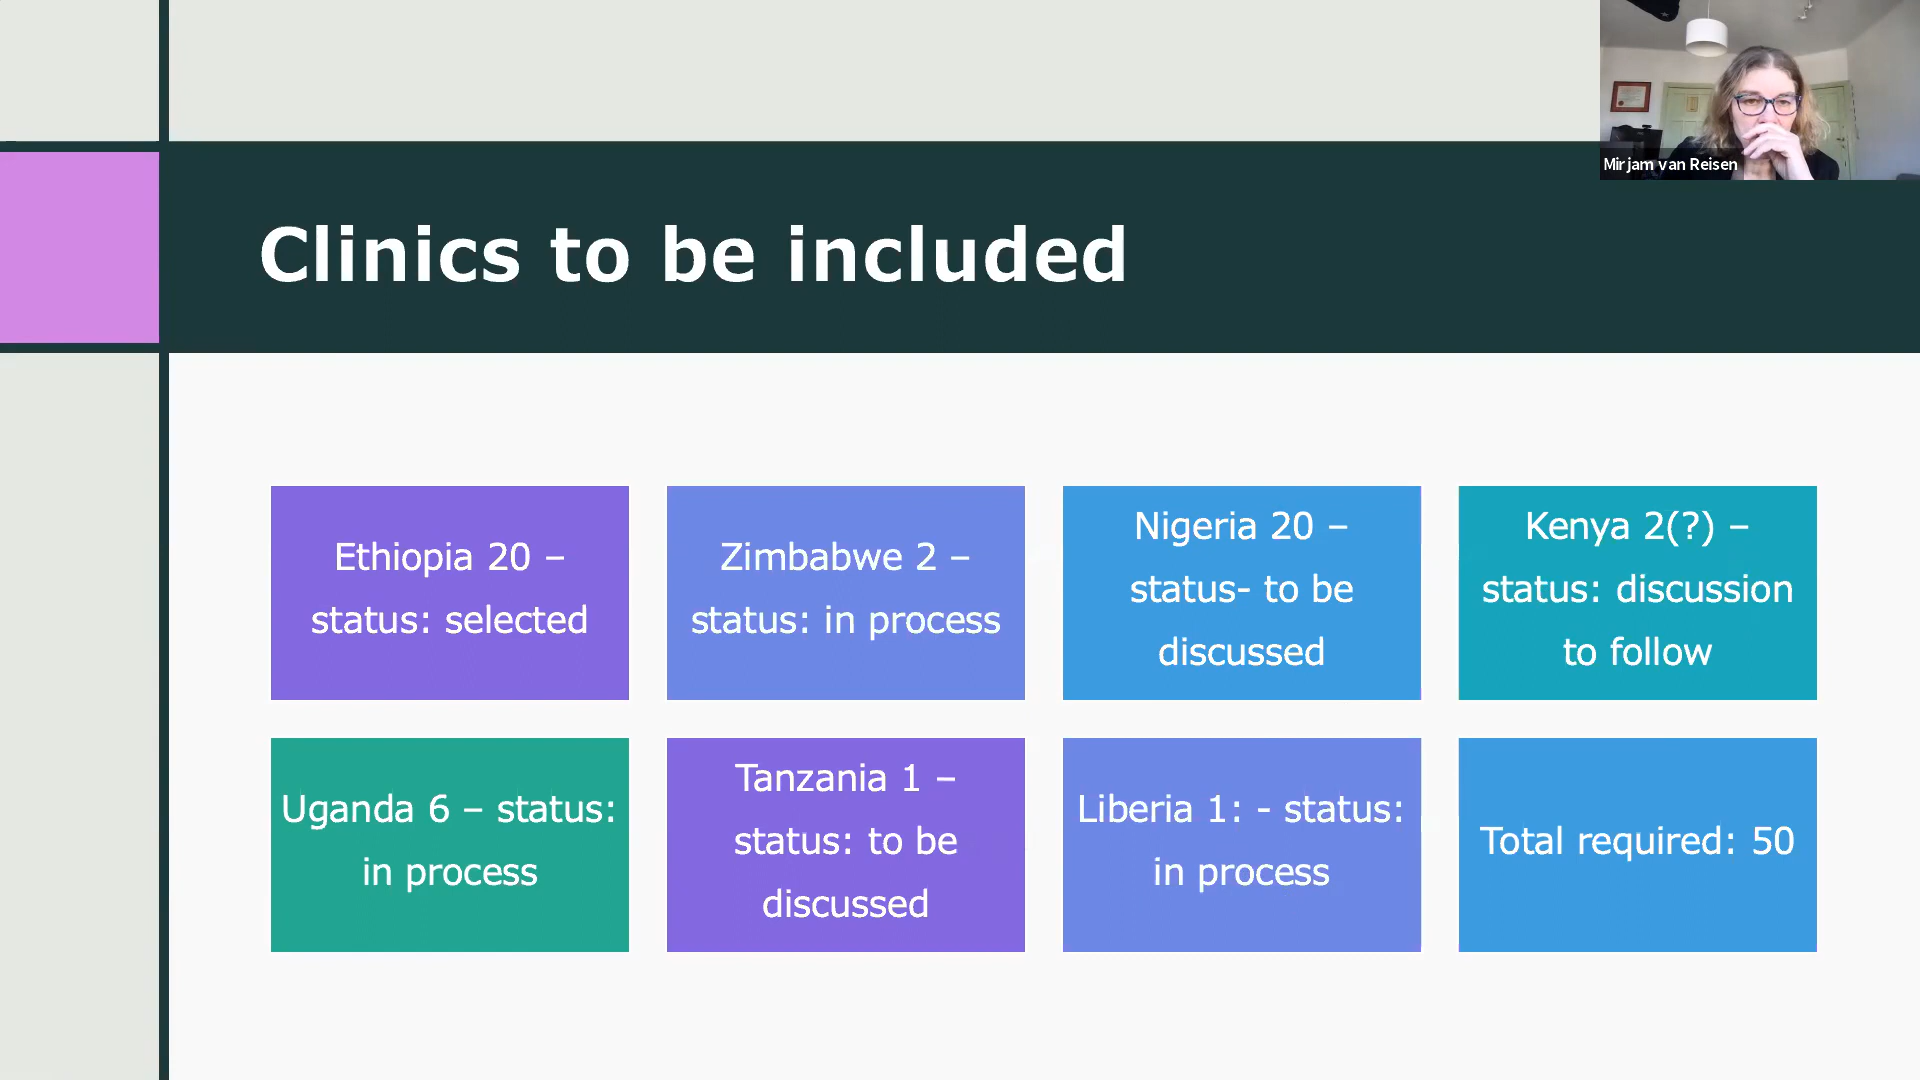 Mirjam van Reisen
Clinics to be included
Ethiopia 20 –
status: selected
Zimbabwe 2 –
status: in process
Nigeria 20 –
status- to be
discussed
Kenya 2(?) –
status: discussion
to follow
Uganda 6 – status:
in process
Tanzania 1 –
status: to be
discussed
Liberia 1: - status:
in process
Total required: 50